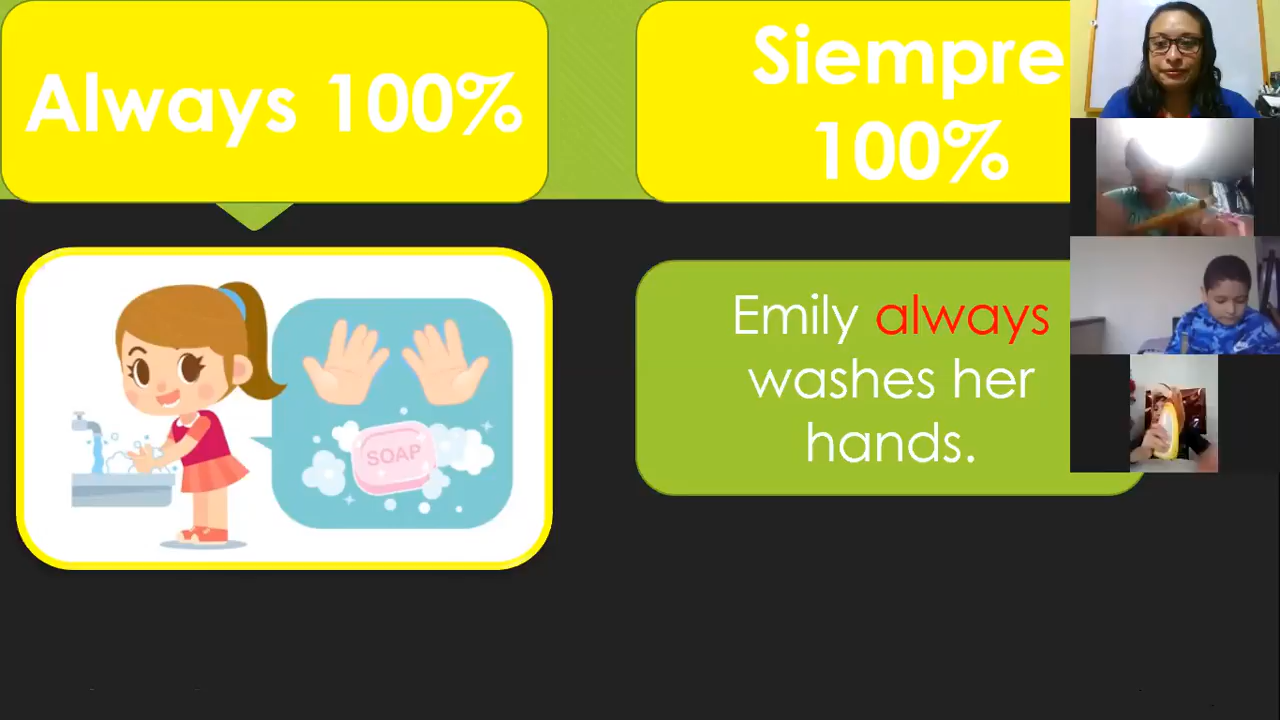 Always 100%
Siempre
100%
SOAP
Emily always
washes her
hands.